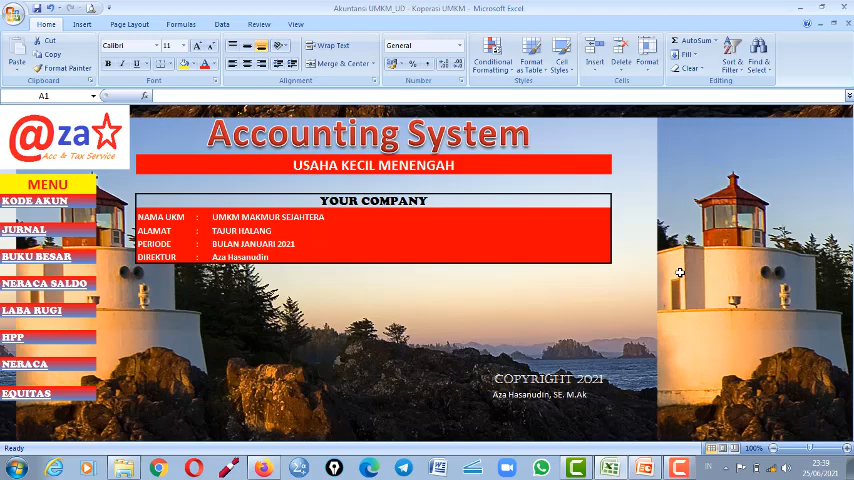 Akuntansi UMKM_U0 - Koperasi UMKM - Microsoft Excel
Home Insert Page Layout Formulas Data Review View
Cut
Copy
Format Painter
Paste
Clipboard
Calibri 11
B I U
Font
Wrap Text
Merge & Center
Alignment
General
Number
Conditional Formatting
Format as Table
Cell Styles
Styles
Insert Delete Format
Cells
AutoSum
Fill
Clear
Sort & Filter
Find & Select
Editing
A1
fx
@za
Acc & Tax Service
Accounting System
USAHA KECIL MENENGAH
MENU
KODE AKUN
JURNAL
BUKU BESAR
NERACA SALDO
LABA RUGI
HPP
NERACA
EQUITAS
YOUR COMPANY
NAMA UKM : UMKM MAKMUR SEJAHTERA
ALAMAT : TAJUR HALANG
PERIODE : BULAN JANUARI 2021
DIREKTUR : Aza Hasanudin
COPYRIGHT 2021
Aza Hasanudin, SE. M.Ak
Ready
100%
IN
23:39
25/06/2021